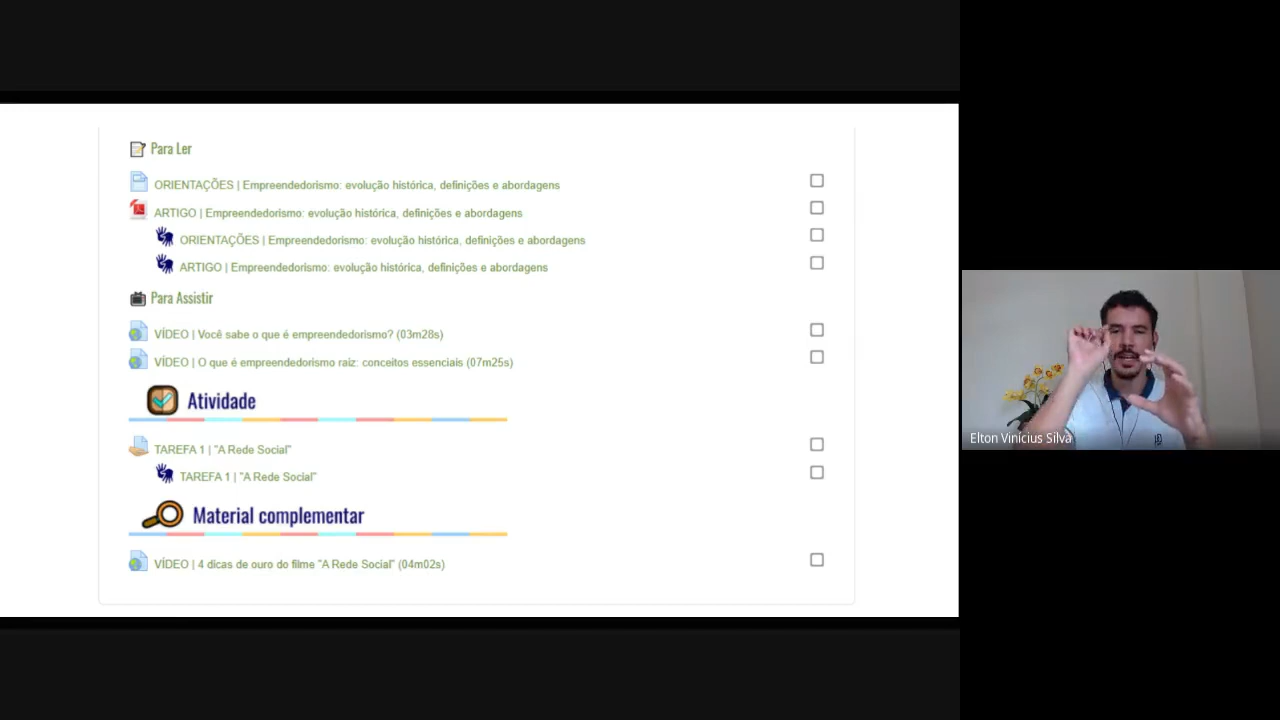 Para Ler
ORIENTAÇÕES | Empreendedorismo: evolução histórica, definições e abordagens
ARTIGO | Empreendedorismo: evolução histórica, definições e abordagens
ORIENTAÇÕES | Empreendedorismo: evolução histórica, definições e abordagens
ARTIGO | Empreendedorismo: evolução histórica, definições e abordagens
Para Assistir
VÍDEO | Você sabe o que é empreendedorismo? (03m28s)
VÍDEO | O que é empreendedorismo raiz: conceitos essenciais (07m25s)
Atividade
TAREFA 1 | "A Rede Social"
TAREFA 1 | "A Rede Social"
Material complementar
VÍDEO | 4 dicas de ouro do filme "A Rede Social" (04m02s)
Elton Vinícius Silva